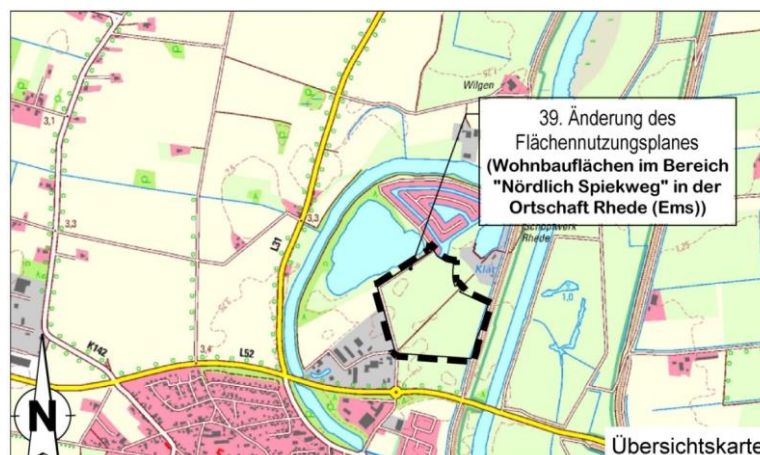 Wilgen
39. Änderung des
Flächennutzungsplanes
(Wohnbauflächen im Bereich
"Nördlich Spiekweg" in der
Ortschaft Rhede (Ems))
3,1
3,3
3,3
L31
Rhede
Klär
1,25
1,0
3,4
L52
K142
N
Übersichtskarte